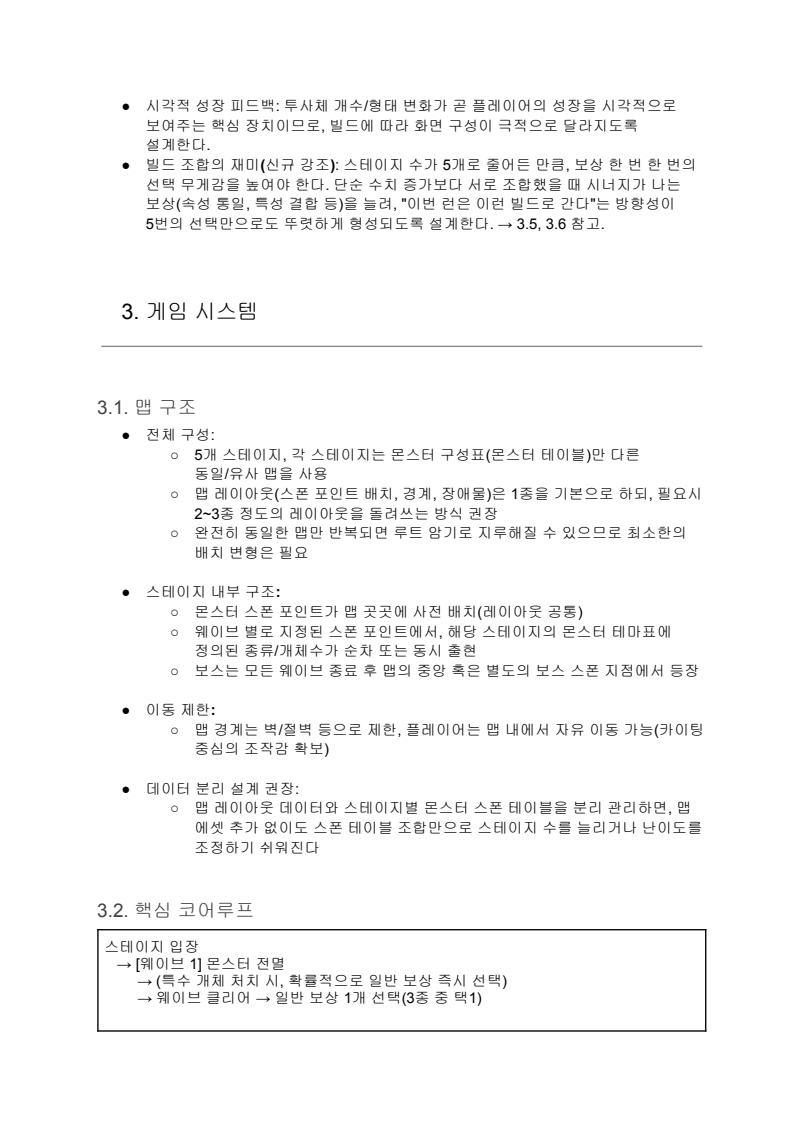 ● 시각적 성장 피드백: 투사체 개수/형태 변화가 곧 플레이어의 성장을 시각적으로
보여주는 핵심 장치이므로, 빌드에 따라 화면 구성이 극적으로 달라지도록
설계한다.
● 빌드 조합의 재미(신규 강조): 스테이지 수가 5개로 줄어든 만큼, 보상 한 번 한 번의
선택 무게감을 높여야 한다. 단순 수치 증가보다 서로 조합했을 때 시너지가 나는
보상(속성 통일, 특성 결합 등)을 늘려, "이번 런은 이런 빌드로 간다"는 방향성이
5번의 선택만으로도 뚜렷하게 형성되도록 설계한다. → 3.5, 3.6 참고.
3. 게임 시스템
3.1. 맵 구조
● 전체 구성:
○ 5개 스테이지, 각 스테이지는 몬스터 구성표(몬스터 테이블)만 다른
동일/유사 맵을 사용
○ 맵 레이아웃(스폰 포인트 배치, 경계, 장애물)은 1종을 기본으로 하되, 필요시
2~3종 정도의 레이아웃을 돌려쓰는 방식 권장
○ 완전히 동일한 맵만 반복되면 루트 암기로 지루해질 수 있으므로 최소한의
배치 변형은 필요
● 스테이지 내부 구조:
○ 몬스터 스폰 포인트가 맵 곳곳에 사전 배치(레이아웃 공통)
○ 웨이브 별로 지정된 스폰 포인트에서, 해당 스테이지의 몬스터 테마표에
정의된 종류/개체수가 순차 또는 동시 출현
○ 보스는 모든 웨이브 종료 후 맵의 중앙 혹은 별도의 보스 스폰 지점에서 등장
● 이동 제한:
○ 맵 경계는 벽/절벽 등으로 제한, 플레이어는 맵 내에서 자유 이동 가능(카이팅
중심의 조작감 확보)
● 데이터 분리 설계 권장:
○ 맵 레이아웃 데이터와 스테이지별 몬스터 스폰 테이블을 분리 관리하면, 맵
에셋 추가 없이도 스폰 테이블 조합만으로 스테이지 수를 늘리거나 난이도를
조정하기 쉬워진다
3.2. 핵심 코어루프
스테이지 입장
→ [웨이브 1] 몬스터 전멸
→ (특수 개체 처치 시, 확률적으로 일반 보상 즉시 선택)
→ 웨이브 클리어 → 일반 보상 1개 선택(3종 중 택1)